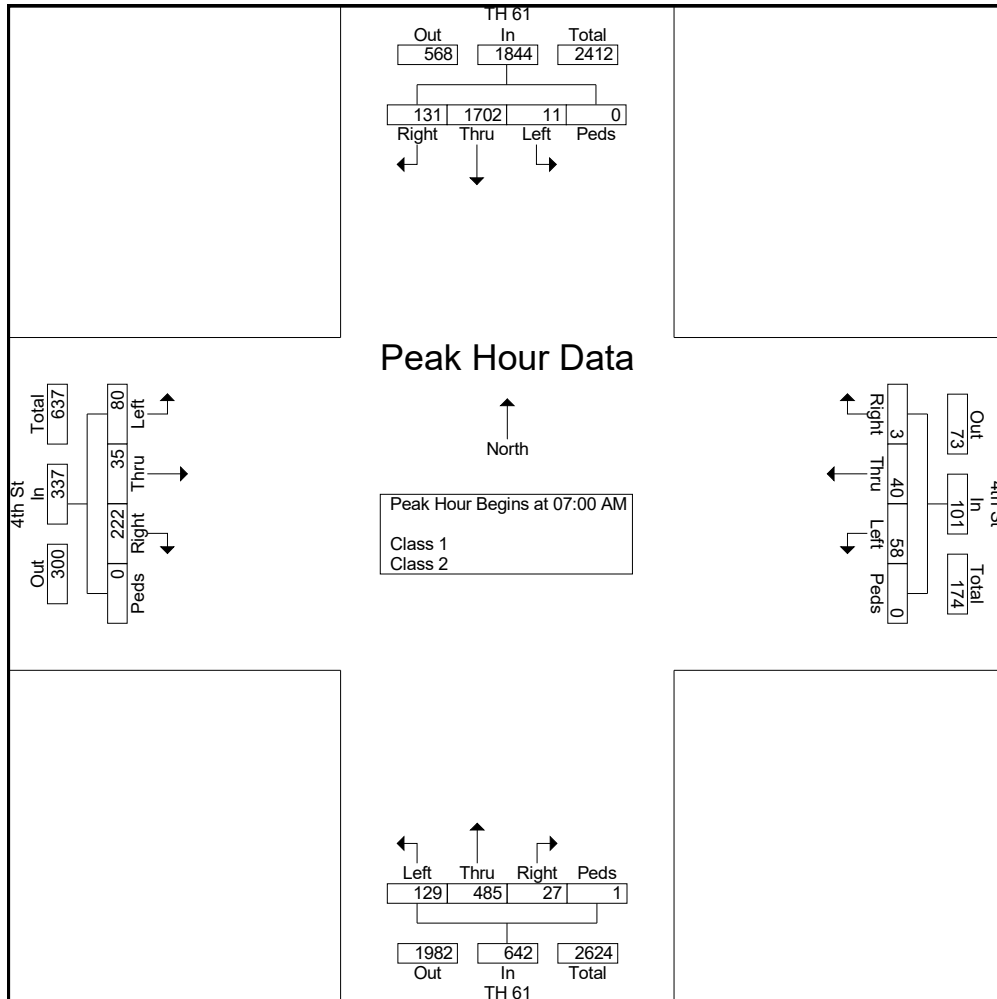 TH 61
Out In Total
568 1844 2412
131 1702 11 0
Right Thru Left Peds
Peak Hour Data
North
Peak Hour Begins at 07:00 AM
Class 1
Class 2
4th St
Total In Out
637 337 300
80 35 222 0
Left Thru Right Peds
Right Thru Left Peds
3 40 58 0
Out In Total
73 101 174
4th St
Left Thru Right Peds
129 485 27 1
1982 642 2624
Out In Total
TH 61